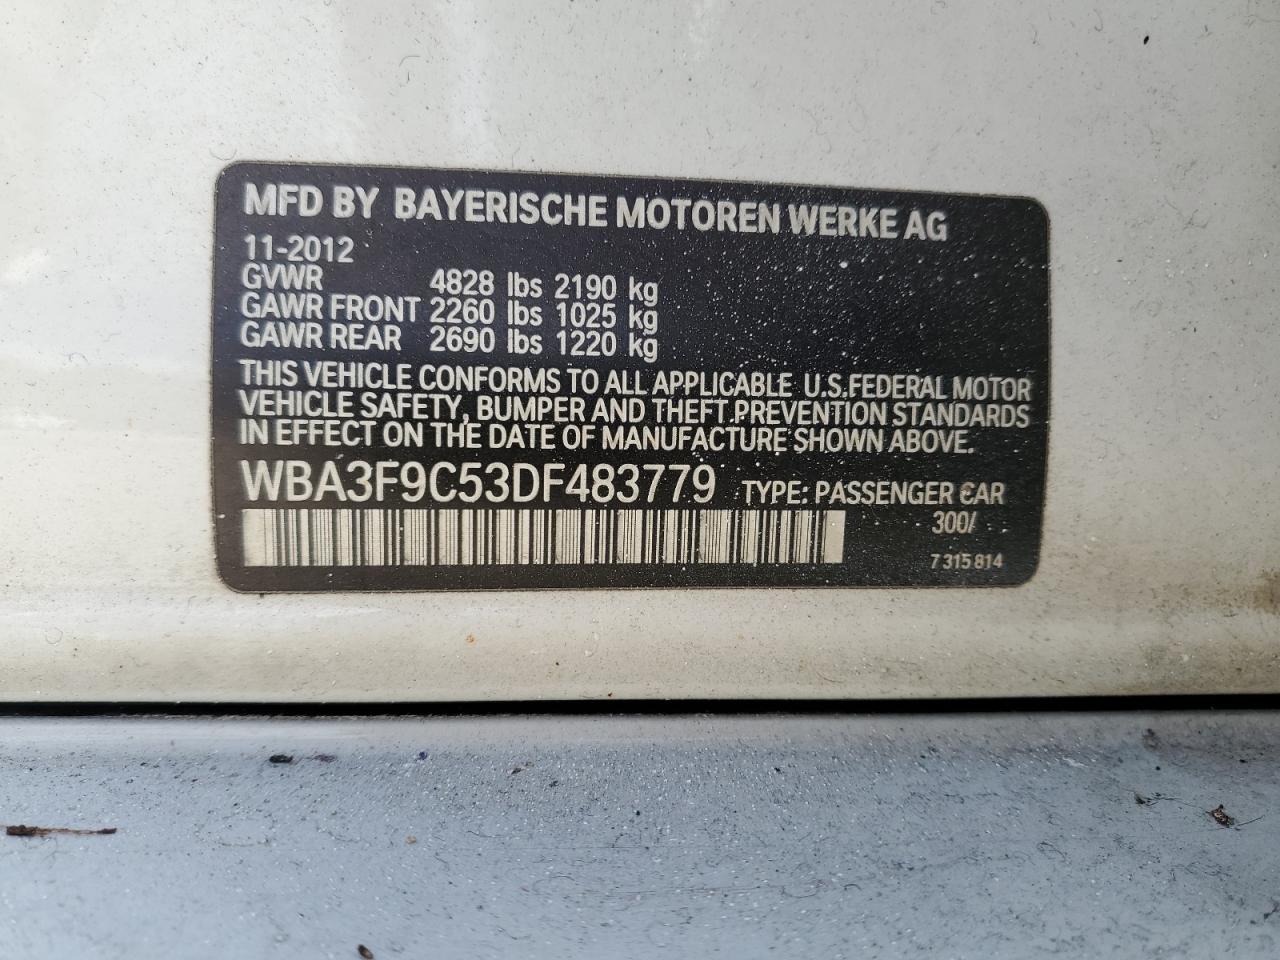 MFD BY BAYERISCHE MOTOREN WERKE AG
11-2012
GVWR 4828 lbs 2190 kg
GAWR FRONT 2260 lbs 1025 kg
GAWR REAR 2690 lbs 1220 kg
THIS VEHICLE CONFORMS TO ALL APPLICABLE U.S.FEDERAL MOTOR
VEHICLE SAFETY, BUMPER AND THEFT PREVENTION STANDARDS
IN EFFECT ON THE DATE OF MANUFACTURE SHOWN ABOVE.
WBA3F9C53DF483779 TYPE: PASSENGER CAR
300/
7 315 814